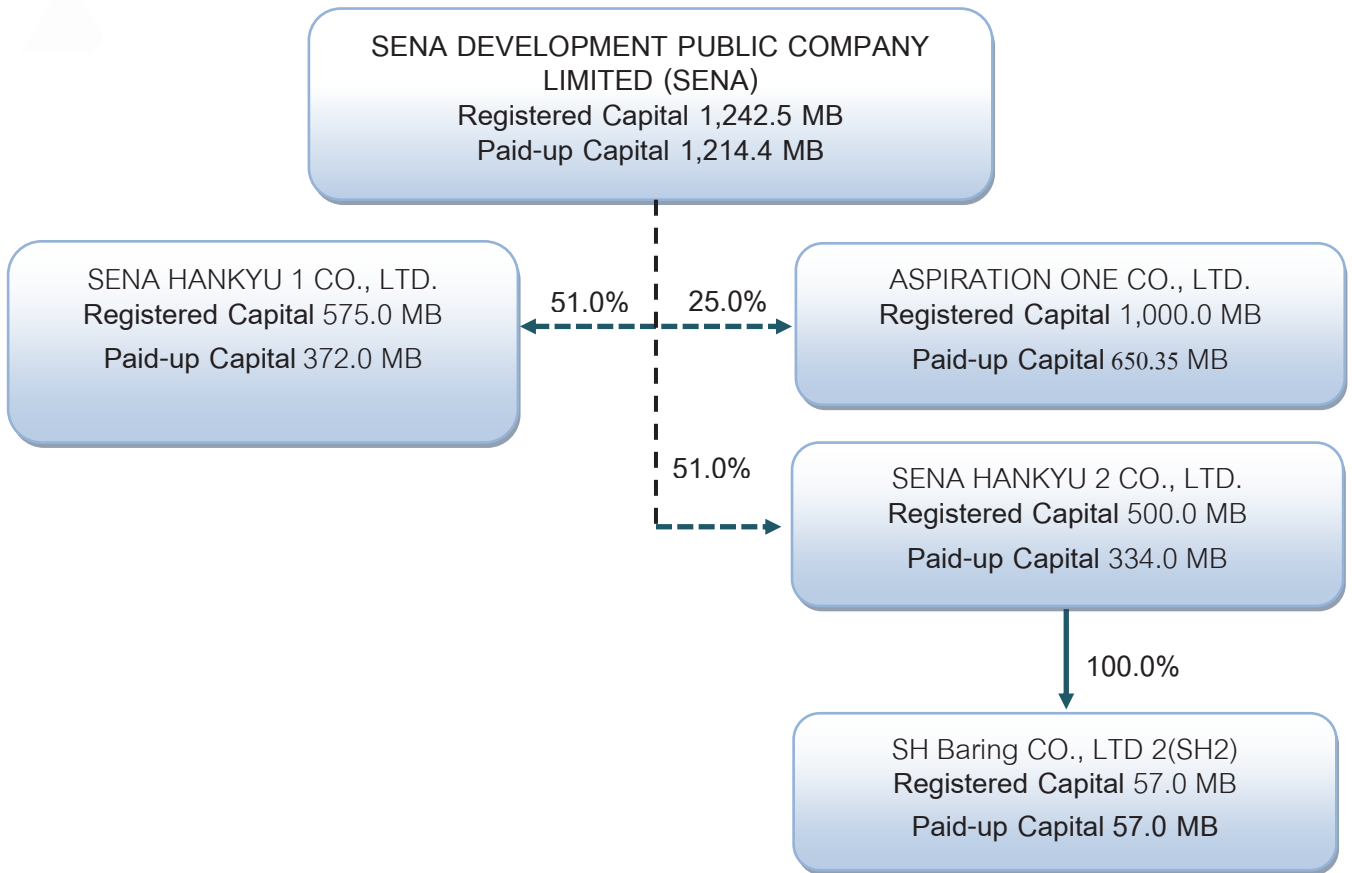 SENA DEVELOPMENT PUBLIC COMPANY
LIMITED (SENA)
Registered Capital 1,242.5 MB
Paid-up Capital 1,214.4 MB
SENA HANKYU 1 CO., LTD.
Registered Capital 575.0 MB
Paid-up Capital 372.0 MB
51.0%
25.0%
ASPIRATION ONE CO., LTD.
Registered Capital 1,000.0 MB
Paid-up Capital 650.35 MB
51.0%
SENA HANKYU 2 CO., LTD.
Registered Capital 500.0 MB
Paid-up Capital 334.0 MB
100.0%
SH Baring CO., LTD 2(SH2)
Registered Capital 57.0 MB
Paid-up Capital 57.0 MB